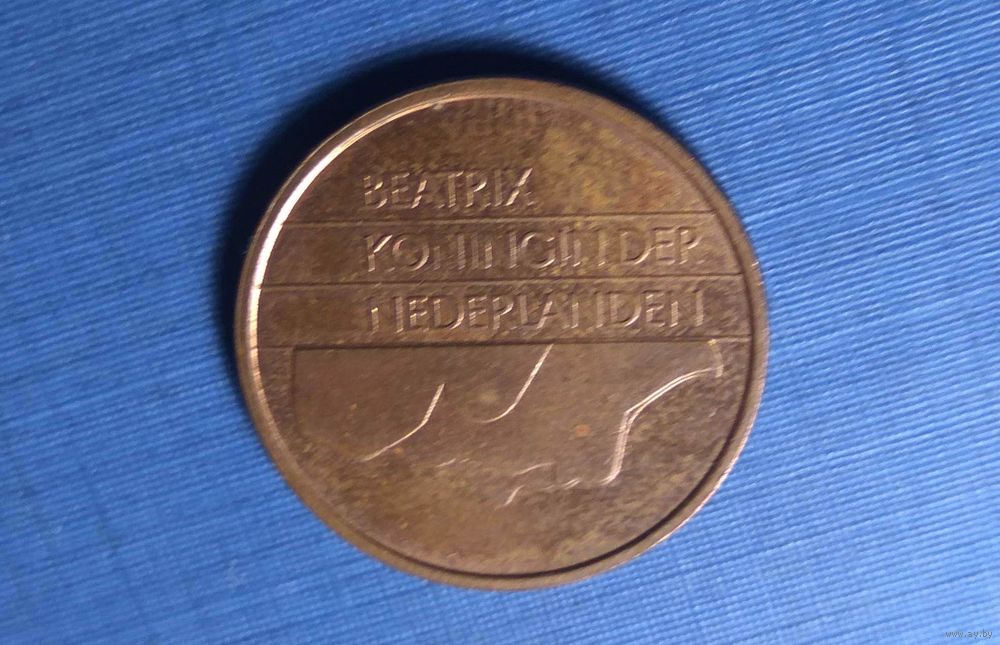 BEATRIX
KONINGIN DER
NEDERLANDEN
www.ay.by